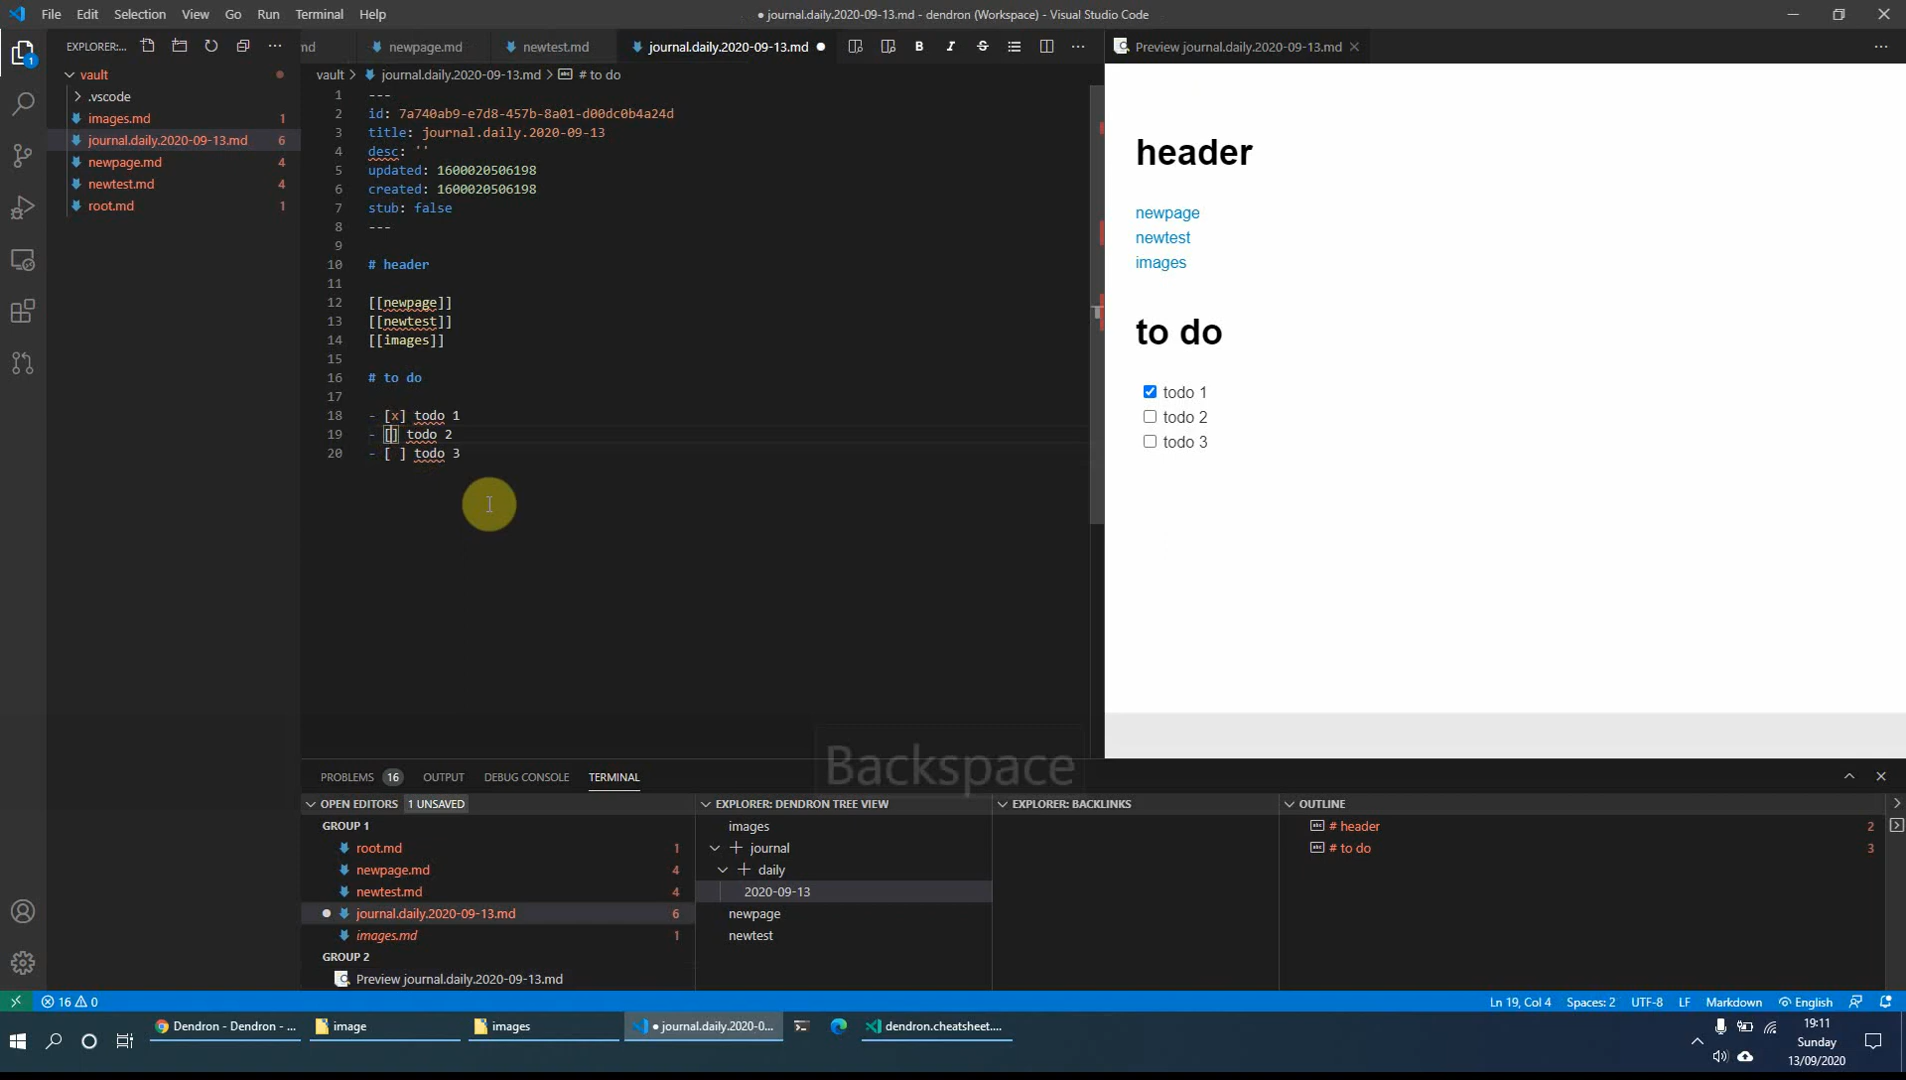 File Edit Selection View Go Run Terminal Help
● journal.daily.2020-09-13.md - dendron (Workspace) - Visual Studio Code
EXPLORER:...
md newpage.md newtest.md journal.daily.2020-09-13.md
Preview journal.daily.2020-09-13.md
vault > journal.daily.2020-09-13.md > # to do
1
vault
.vscode
images.md 1
journal.daily.2020-09-13.md 6
newpage.md 4
newtest.md 4
root.md 1
1 ---
2 id: 7a740ab9-e7d8-457b-8a01-d00dc0b4a24d
3 title: journal.daily.2020-09-13
4 desc: ''
5 updated: 1600020506198
6 created: 1600020506198
7 stub: false
8 ---
9
10 # header
11
12 [[newpage]]
13 [[newtest]]
14 [[images]]
15
16 # to do
17
18 - [x] todo 1
19 - [] todo 2
20 - [ ] todo 3
header
newpage
newtest
images
to do
todo 1
todo 2
todo 3
Backspace
PROBLEMS 16 OUTPUT DEBUG CONSOLE TERMINAL
OPEN EDITORS 1 UNSAVED
GROUP 1
root.md 1
newpage.md 4
newtest.md 4
journal.daily.2020-09-13.md 6
images.md 1
GROUP 2
Preview journal.daily.2020-09-13.md
EXPLORER: DENDRON TREE VIEW
images
journal
daily
2020-09-13
newpage
newtest
EXPLORER: BACKLINKS
OUTLINE
# header 2
# to do 3
16 0
Ln 19, Col 4 Spaces: 2 UTF-8 LF Markdown English
Dendron - Dendron - ... image images ● journal.daily.2020-0... dendron.cheatsheet....
19:11
Sunday
13/09/2020